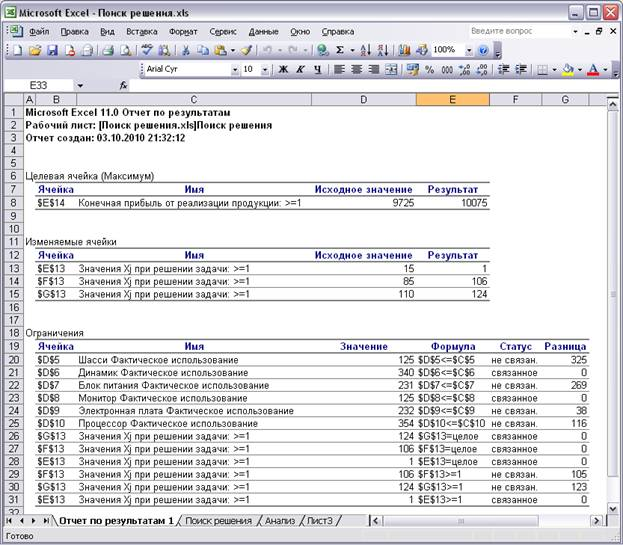 Microsoft Excel - Поиск решения.xls
Файл Правка Вид Вставка Формат Сервис Данные Окно Справка Введите вопрос
100%
Arial Cyr 10 Ж К Ч % 000
E33 fx
A B C D E F G
1 Microsoft Excel 11.0 Отчет по результатам
2 Рабочий лист: [Поиск решения.xls]Поиск решения
3 Отчет создан: 03.10.2010 21:32:12
4
5
6 Целевая ячейка (Максимум)
7 Ячейка Имя Исходное значение Результат
8 $E$14 Конечная прибыль от реализации продукции: >=1 9725 10075
9
10
11 Изменяемые ячейки
12 Ячейка Имя Исходное значение Результат
13 $E$13 Значения Xj при решении задачи: >=1 15 1
14 $F$13 Значения Xj при решении задачи: >=1 85 106
15 $G$13 Значения Xj при решении задачи: >=1 110 124
16
17
18 Ограничения
19 Ячейка Имя Значение Формула Статус Разница
20 $D$5 Шасси Фактическое использование 125 $D$5<=$C$5 не связан. 325
21 $D$6 Динамик Фактическое использование 340 $D$6<=$C$6 связанное 0
22 $D$7 Блок питания Фактическое использование 231 $D$7<=$C$7 не связан. 269
23 $D$8 Монитор Фактическое использование 125 $D$8<=$C$8 связанное 0
24 $D$9 Электронная плата Фактическое использование 232 $D$9<=$C$9 не связан. 38
25 $D$10 Процессор Фактическое использование 354 $D$10<=$C$10 не связан. 116
26 $G$13 Значения Xj при решении задачи: >=1 124 $G$13=целое связанное 0
27 $F$13 Значения Xj при решении задачи: >=1 106 $F$13=целое связанное 0
28 $E$13 Значения Xj при решении задачи: >=1 1 $E$13=целое связанное 0
29 $F$13 Значения Xj при решении задачи: >=1 106 $F$13>=1 не связан. 105
30 $G$13 Значения Xj при решении задачи: >=1 124 $G$13>=1 не связан. 123
31 $E$13 Значения Xj при решении задачи: >=1 1 $E$13>=1 связанное 0
32
Отчет по результатам 1 Поиск решения Анализ Лист3
Готово